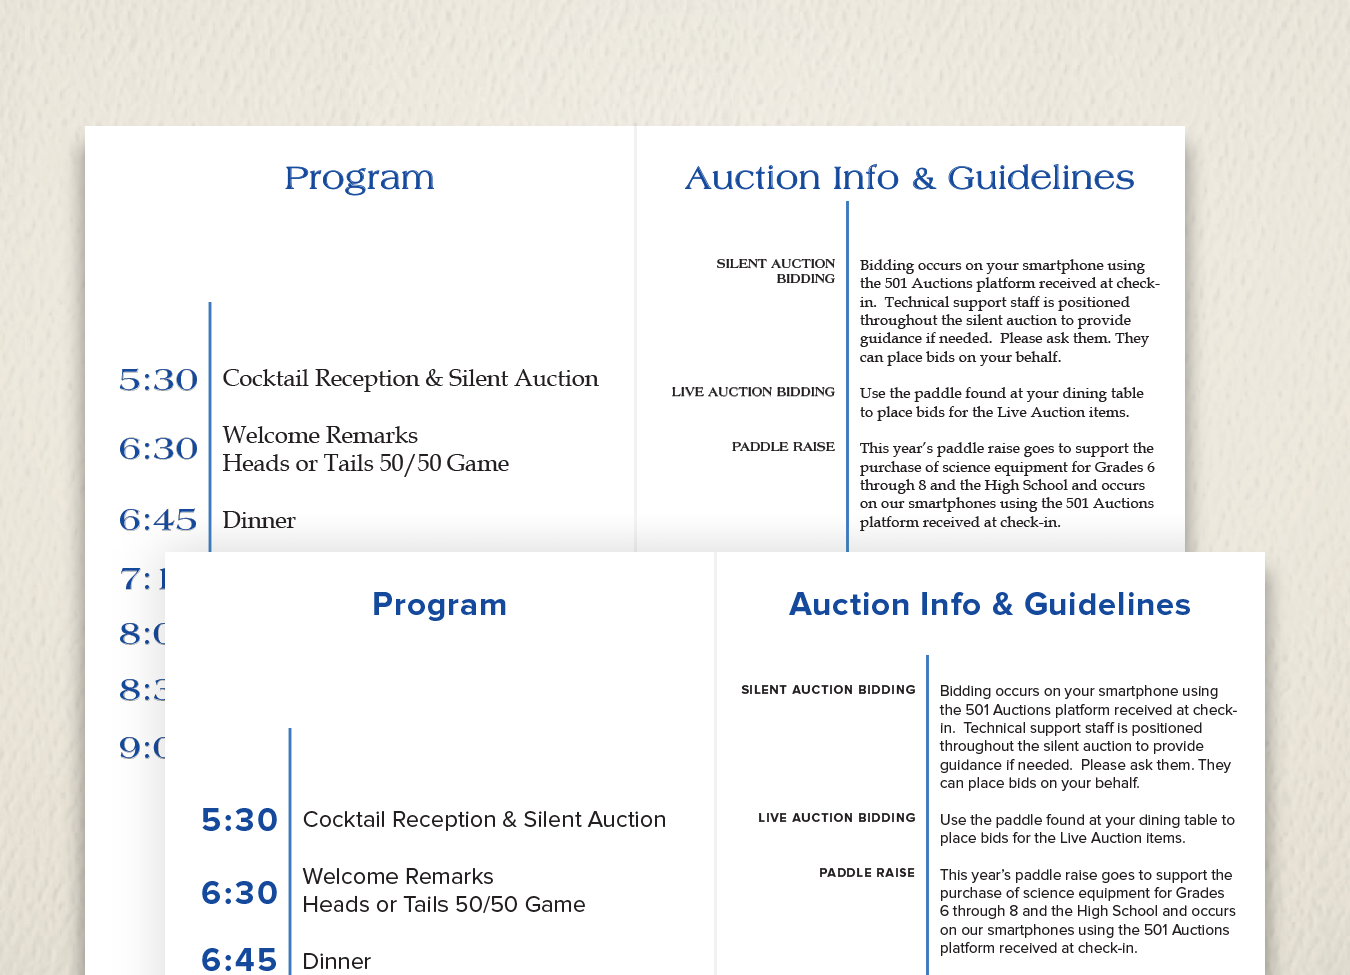 Program
5:30 Cocktail Reception & Silent Auction
6:30 Welcome Remarks
Heads or Tails 50/50 Game
6:45 Dinner
Auction Info & Guidelines
SILENT AUCTION
BIDDING
Bidding occurs on your smartphone using
the 501 Auctions platform received at check-
in.  Technical support staff is positioned
throughout the silent auction to provide
guidance if needed.  Please ask them. They
can place bids on your behalf.
LIVE AUCTION BIDDING
Use the paddle found at your dining table
to place bids for the Live Auction items.
PADDLE RAISE
This year’s paddle raise goes to support the
purchase of science equipment for Grades 6
through 8 and the High School and occurs
on our smartphones using the 501 Auctions
platform received at check-in.
Program
5:30 Cocktail Reception & Silent Auction
6:30 Welcome Remarks
Heads or Tails 50/50 Game
6:45 Dinner
Auction Info & Guidelines
SILENT AUCTION BIDDING
Bidding occurs on your smartphone using
the 501 Auctions platform received at check-
in.  Technical support staff is positioned
throughout the silent auction to provide
guidance if needed.  Please ask them. They
can place bids on your behalf.
LIVE AUCTION BIDDING
Use the paddle found at your dining table to
place bids for the Live Auction items.
PADDLE RAISE
This year’s paddle raise goes to support the
purchase of science equipment for Grades
6 through 8 and the High School and occurs
on our smartphones using the 501 Auctions
platform received at check-in.